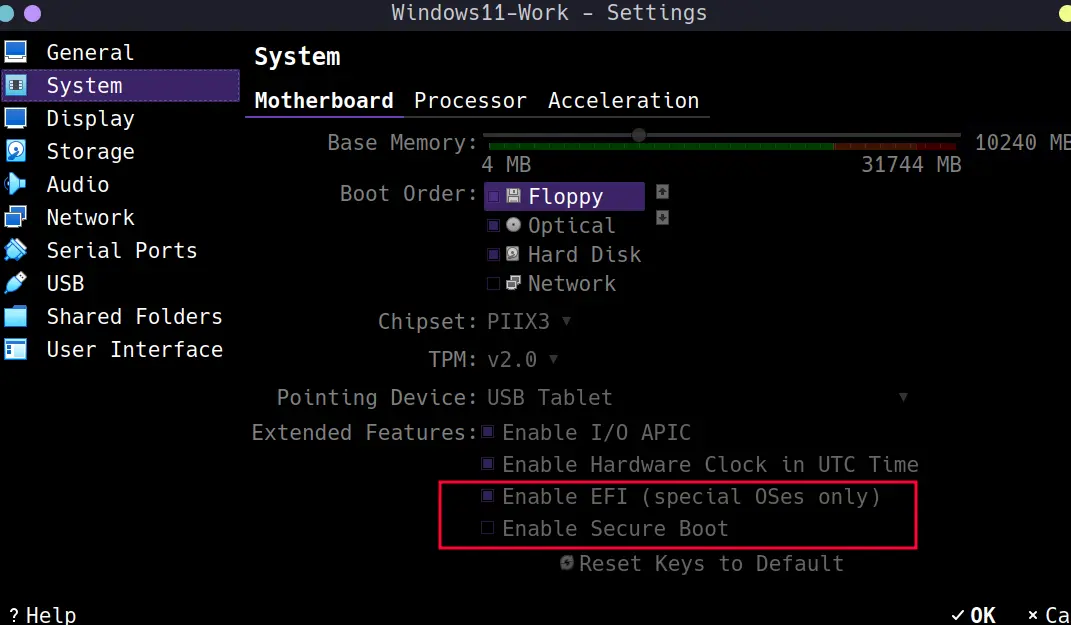 Windows11-Work - Settings
General
System
Display
Storage
Audio
Network
Serial Ports
USB
Shared Folders
User Interface
System
Motherboard Processor Acceleration
Base Memory: 10240 MB
4 MB 31744 MB
Boot Order: Floppy
Optical
Hard Disk
Network
Chipset: PIIX3
TPM: v2.0
Pointing Device: USB Tablet
Extended Features: Enable I/O APIC
Enable Hardware Clock in UTC Time
Enable EFI (special OSes only)
Enable Secure Boot
Reset Keys to Default
? Help
OK
Ca